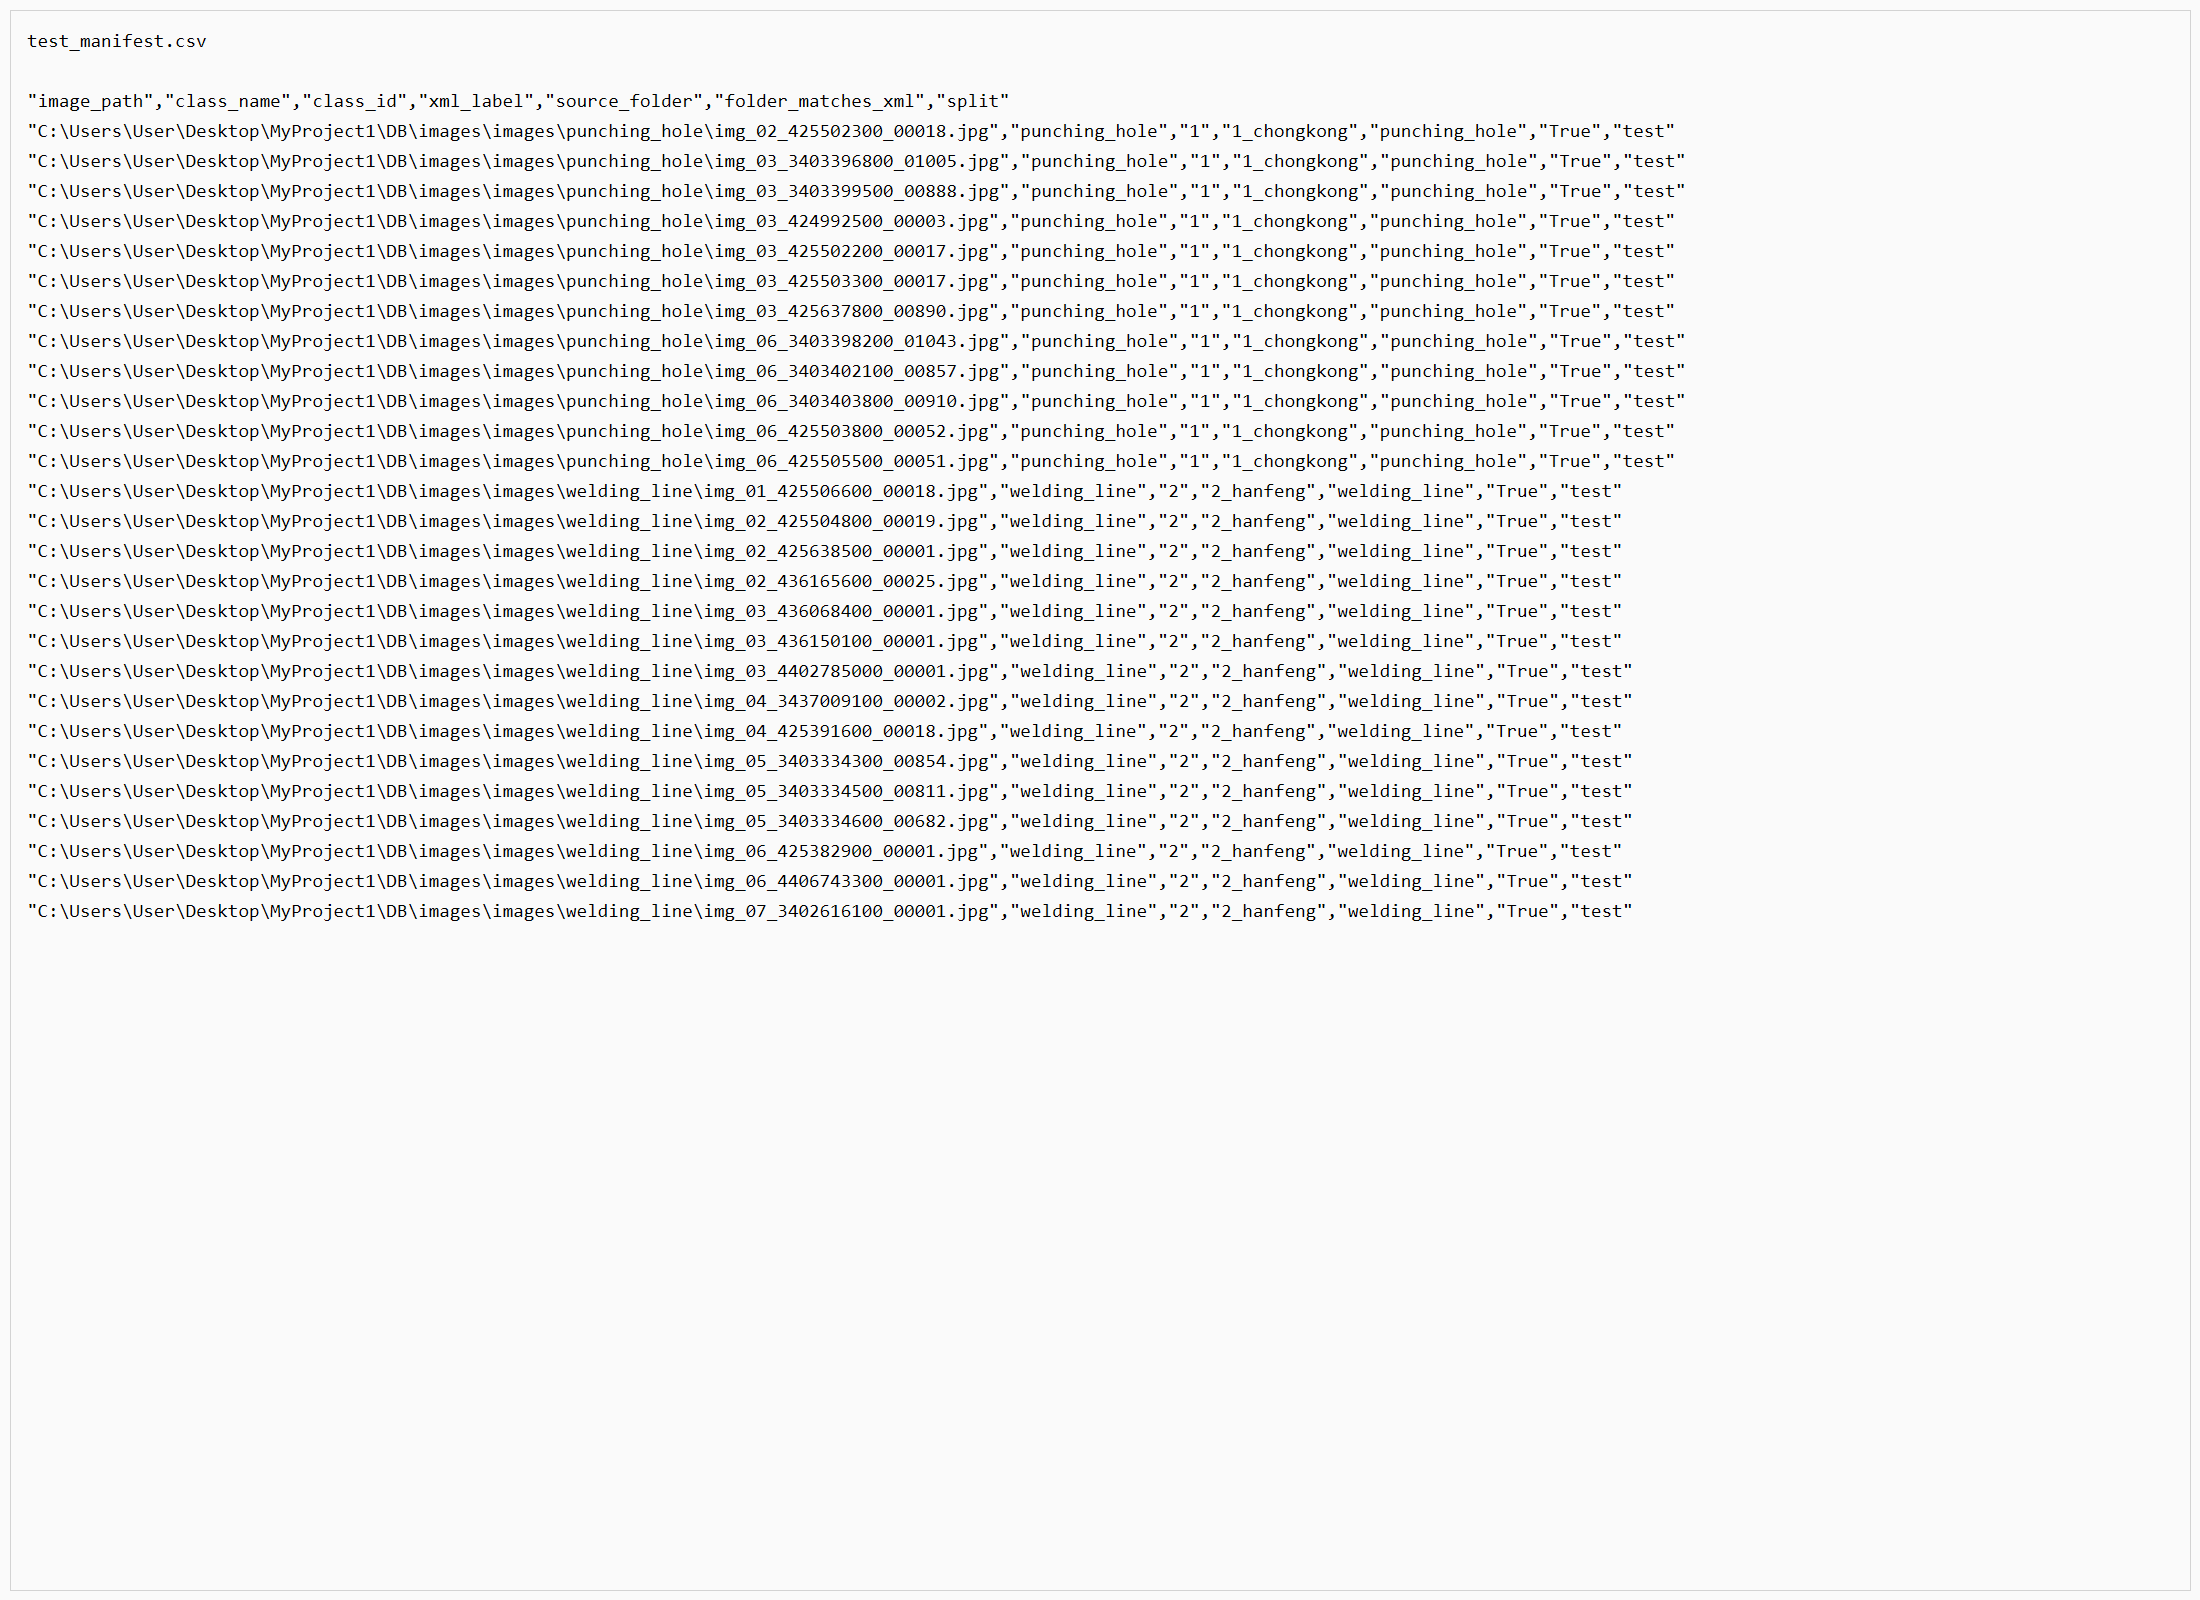 test_manifest.csv
"image_path","class_name","class_id","xml_label","source_folder","folder_matches_xml","split"
"C:\Users\User\Desktop\MyProject1\DB\images\images\punching_hole\img_02_425502300_00018.jpg","punching_hole","1","1_chongkong","punching_hole","True","test"
"C:\Users\User\Desktop\MyProject1\DB\images\images\punching_hole\img_03_3403396800_01005.jpg","punching_hole","1","1_chongkong","punching_hole","True","test"
"C:\Users\User\Desktop\MyProject1\DB\images\images\punching_hole\img_03_3403399500_00888.jpg","punching_hole","1","1_chongkong","punching_hole","True","test"
"C:\Users\User\Desktop\MyProject1\DB\images\images\punching_hole\img_03_424992500_00003.jpg","punching_hole","1","1_chongkong","punching_hole","True","test"
"C:\Users\User\Desktop\MyProject1\DB\images\images\punching_hole\img_03_425502200_00017.jpg","punching_hole","1","1_chongkong","punching_hole","True","test"
"C:\Users\User\Desktop\MyProject1\DB\images\images\punching_hole\img_03_425503300_00017.jpg","punching_hole","1","1_chongkong","punching_hole","True","test"
"C:\Users\User\Desktop\MyProject1\DB\images\images\punching_hole\img_03_425637800_00890.jpg","punching_hole","1","1_chongkong","punching_hole","True","test"
"C:\Users\User\Desktop\MyProject1\DB\images\images\punching_hole\img_06_3403398200_01043.jpg","punching_hole","1","1_chongkong","punching_hole","True","test"
"C:\Users\User\Desktop\MyProject1\DB\images\images\punching_hole\img_06_3403402100_00857.jpg","punching_hole","1","1_chongkong","punching_hole","True","test"
"C:\Users\User\Desktop\MyProject1\DB\images\images\punching_hole\img_06_3403403800_00910.jpg","punching_hole","1","1_chongkong","punching_hole","True","test"
"C:\Users\User\Desktop\MyProject1\DB\images\images\punching_hole\img_06_425503800_00052.jpg","punching_hole","1","1_chongkong","punching_hole","True","test"
"C:\Users\User\Desktop\MyProject1\DB\images\images\punching_hole\img_06_425505500_00051.jpg","punching_hole","1","1_chongkong","punching_hole","True","test"
"C:\Users\User\Desktop\MyProject1\DB\images\images\welding_line\img_01_425506600_00018.jpg","welding_line","2","2_hanfeng","welding_line","True","test"
"C:\Users\User\Desktop\MyProject1\DB\images\images\welding_line\img_02_425504800_00019.jpg","welding_line","2","2_hanfeng","welding_line","True","test"
"C:\Users\User\Desktop\MyProject1\DB\images\images\welding_line\img_02_425638500_00001.jpg","welding_line","2","2_hanfeng","welding_line","True","test"
"C:\Users\User\Desktop\MyProject1\DB\images\images\welding_line\img_02_436165600_00025.jpg","welding_line","2","2_hanfeng","welding_line","True","test"
"C:\Users\User\Desktop\MyProject1\DB\images\images\welding_line\img_03_436068400_00001.jpg","welding_line","2","2_hanfeng","welding_line","True","test"
"C:\Users\User\Desktop\MyProject1\DB\images\images\welding_line\img_03_436150100_00001.jpg","welding_line","2","2_hanfeng","welding_line","True","test"
"C:\Users\User\Desktop\MyProject1\DB\images\images\welding_line\img_03_4402785000_00001.jpg","welding_line","2","2_hanfeng","welding_line","True","test"
"C:\Users\User\Desktop\MyProject1\DB\images\images\welding_line\img_04_3437009100_00002.jpg","welding_line","2","2_hanfeng","welding_line","True","test"
"C:\Users\User\Desktop\MyProject1\DB\images\images\welding_line\img_04_425391600_00018.jpg","welding_line","2","2_hanfeng","welding_line","True","test"
"C:\Users\User\Desktop\MyProject1\DB\images\images\welding_line\img_05_3403334300_00854.jpg","welding_line","2","2_hanfeng","welding_line","True","test"
"C:\Users\User\Desktop\MyProject1\DB\images\images\welding_line\img_05_3403334500_00811.jpg","welding_line","2","2_hanfeng","welding_line","True","test"
"C:\Users\User\Desktop\MyProject1\DB\images\images\welding_line\img_05_3403334600_00682.jpg","welding_line","2","2_hanfeng","welding_line","True","test"
"C:\Users\User\Desktop\MyProject1\DB\images\images\welding_line\img_06_425382900_00001.jpg","welding_line","2","2_hanfeng","welding_line","True","test"
"C:\Users\User\Desktop\MyProject1\DB\images\images\welding_line\img_06_4406743300_00001.jpg","welding_line","2","2_hanfeng","welding_line","True","test"
"C:\Users\User\Desktop\MyProject1\DB\images\images\welding_line\img_07_3402616100_00001.jpg","welding_line","2","2_hanfeng","welding_line","True","test"